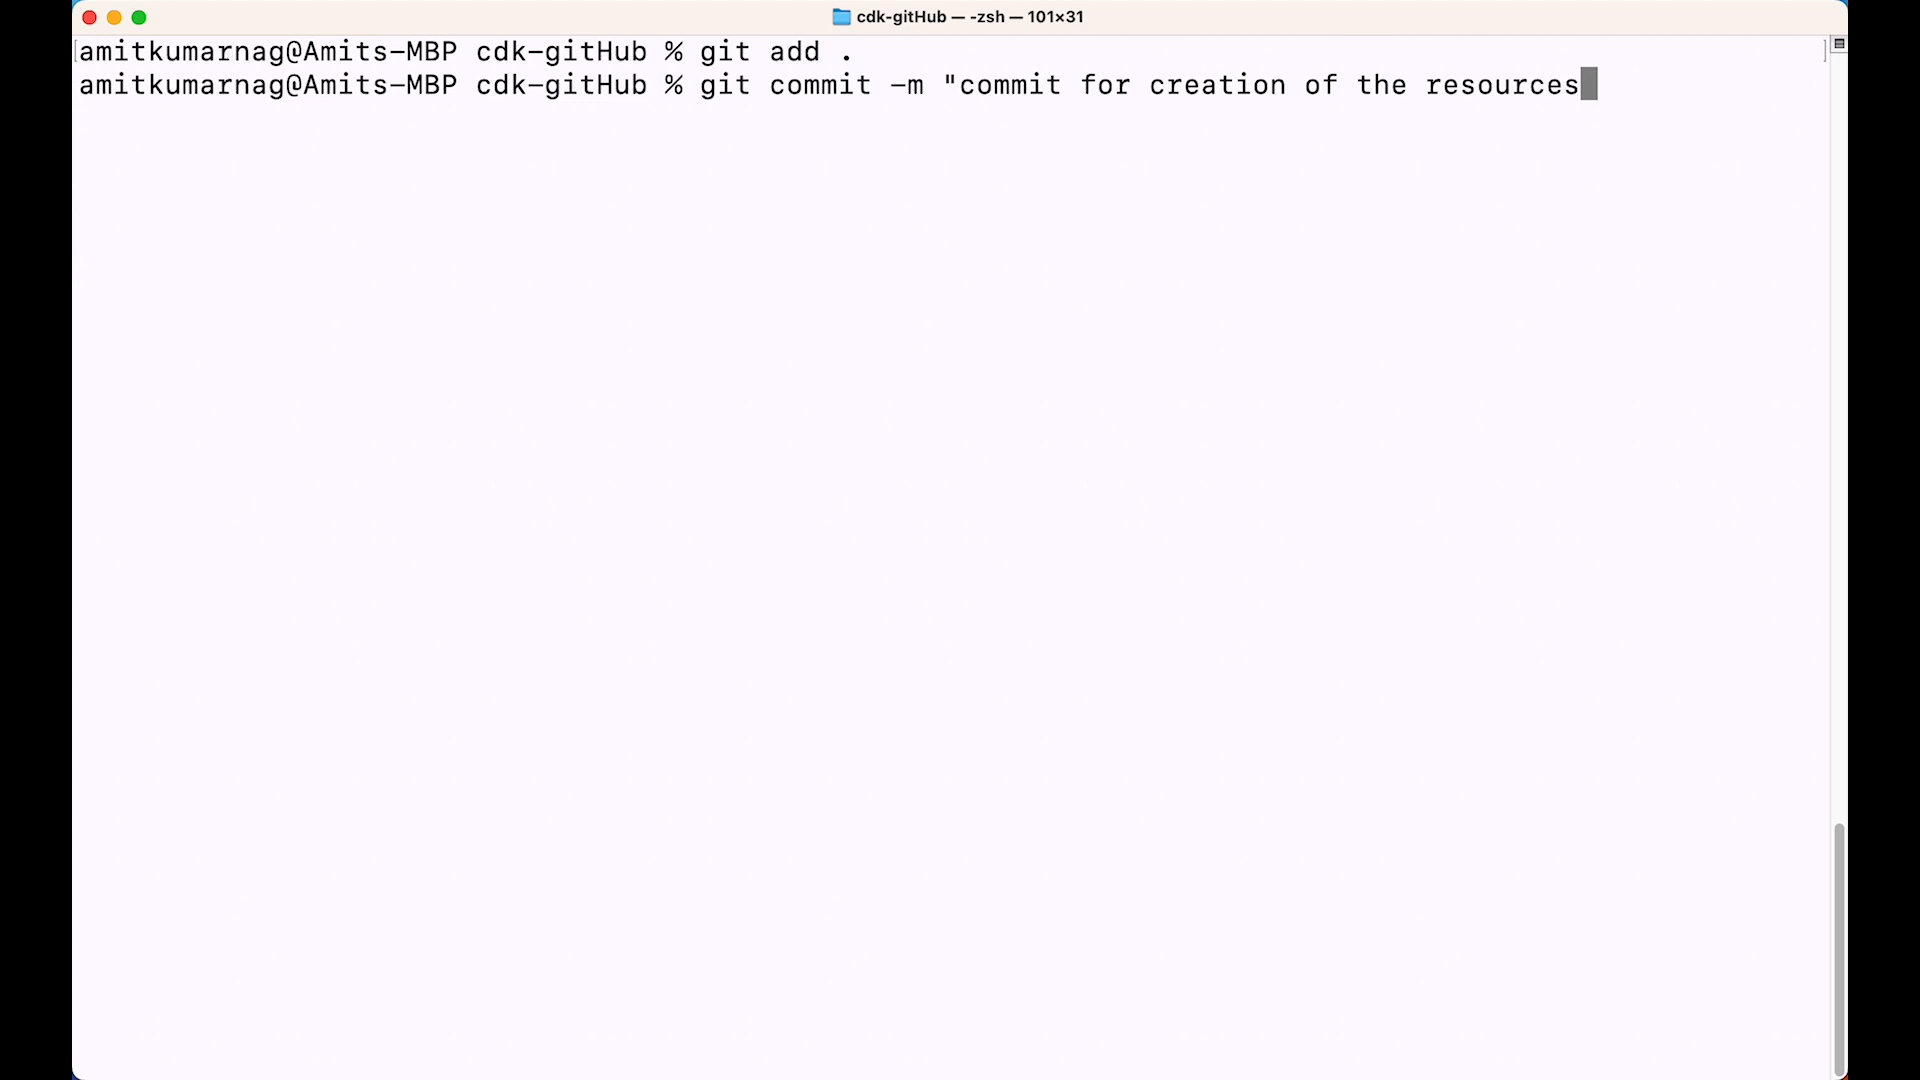 cdk-gitHub — -zsh — 101×31
amitkumarnag@Amits-MBP cdk-gitHub % git add .
amitkumarnag@Amits-MBP cdk-gitHub % git commit -m "commit for creation of the resources